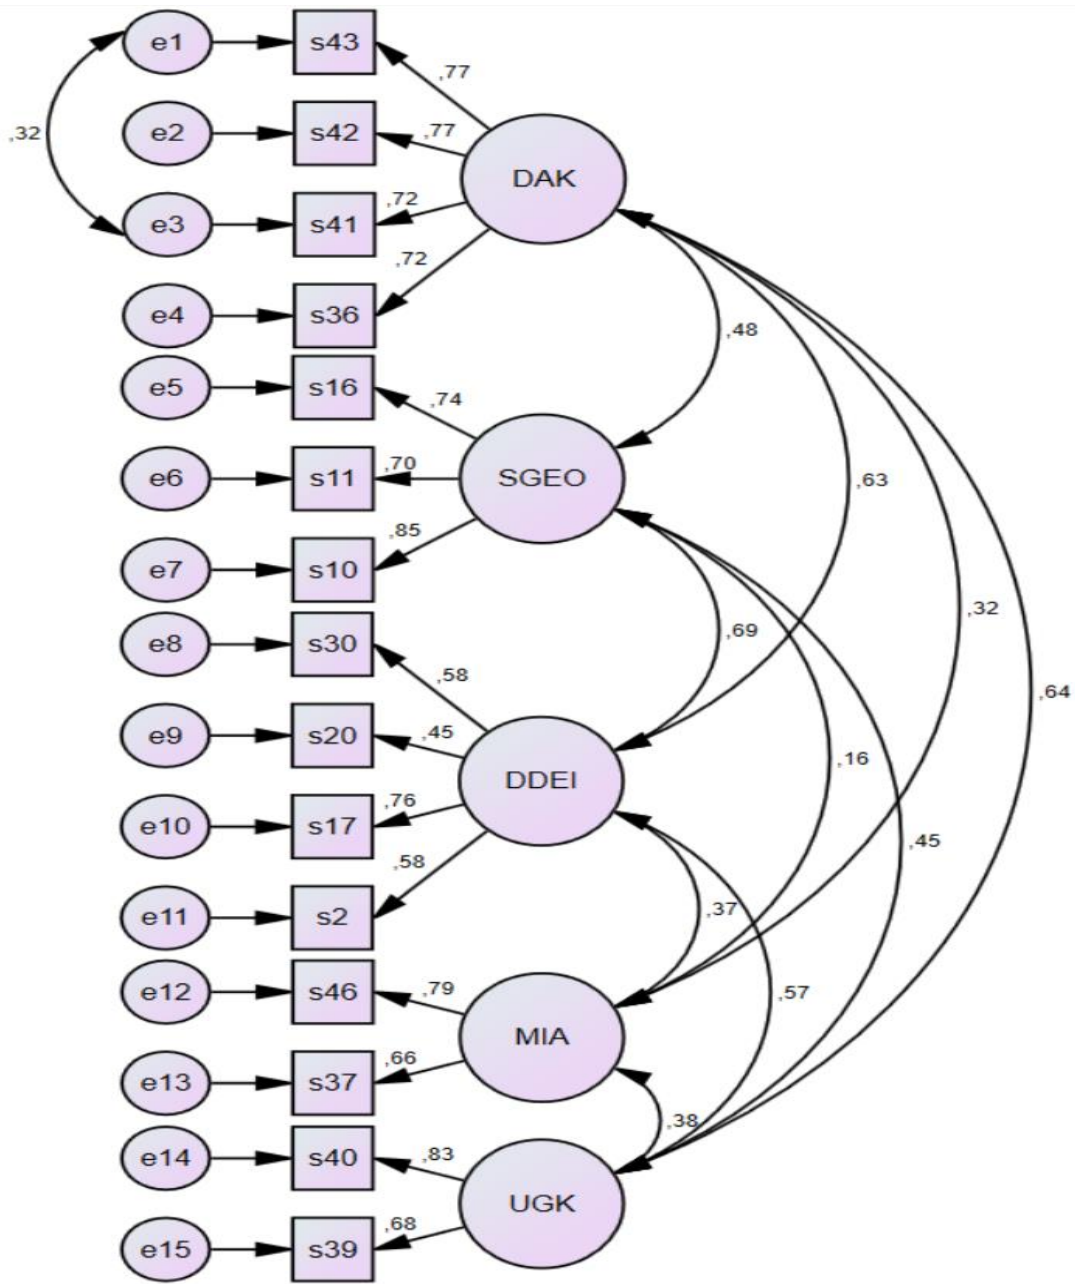 e1 s43
,77
,32
e2 s42
,77
DAK
e3 s41
,72
,72
e4 s36
,48
e5 s16
,74
e6 s11
,70
SGEO
,63
,85
e7 s10
,32
e8 s30
,69
,58
,64
e9 s20
,45
,16
DDEI
e10 s17
,76
,45
,58
e11 s2
,37
e12 s46
,79
,57
MIA
e13 s37
,66
,38
e14 s40
,83
UGK
e15 s39
,68